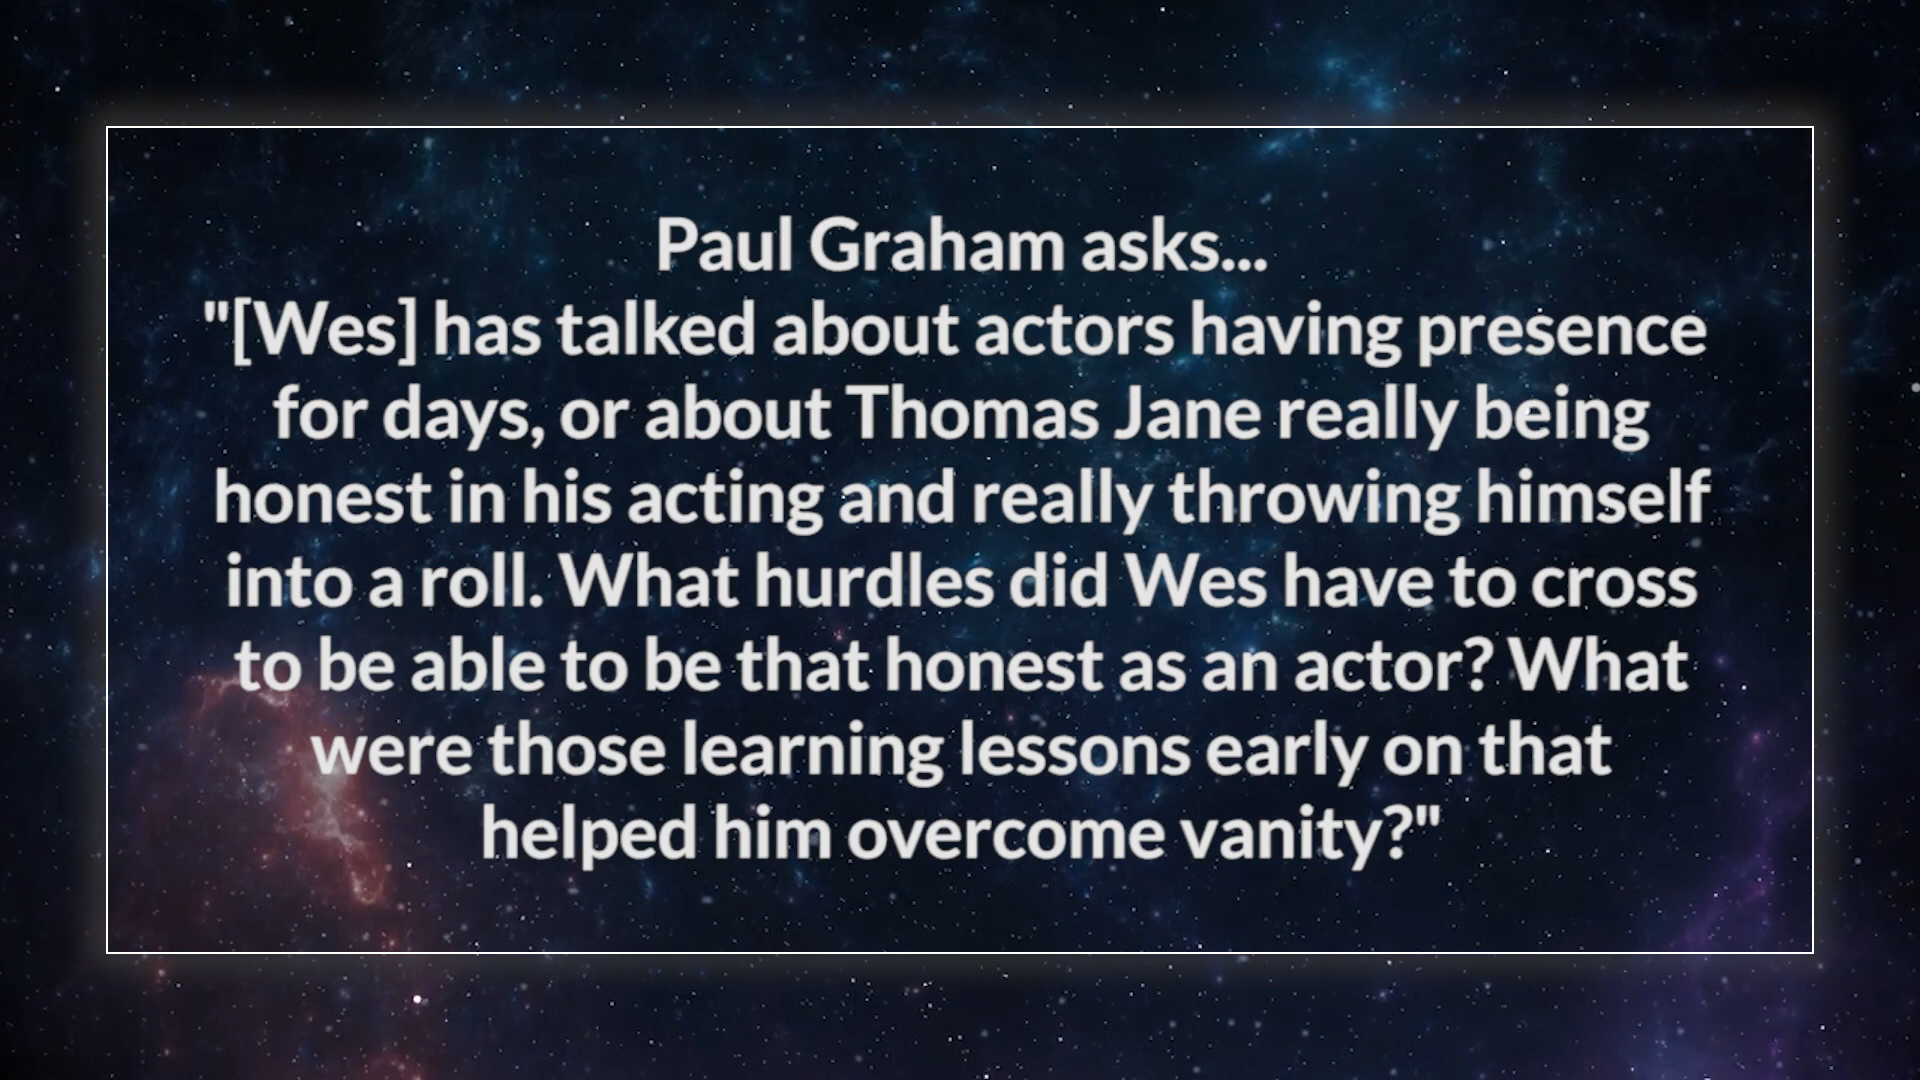 Paul Graham asks...
"[Wes] has talked about actors having presence
for days, or about Thomas Jane really being
honest in his acting and really throwing himself
into a roll. What hurdles did Wes have to cross
to be able to be that honest as an actor? What
were those learning lessons early on that
helped him overcome vanity?"